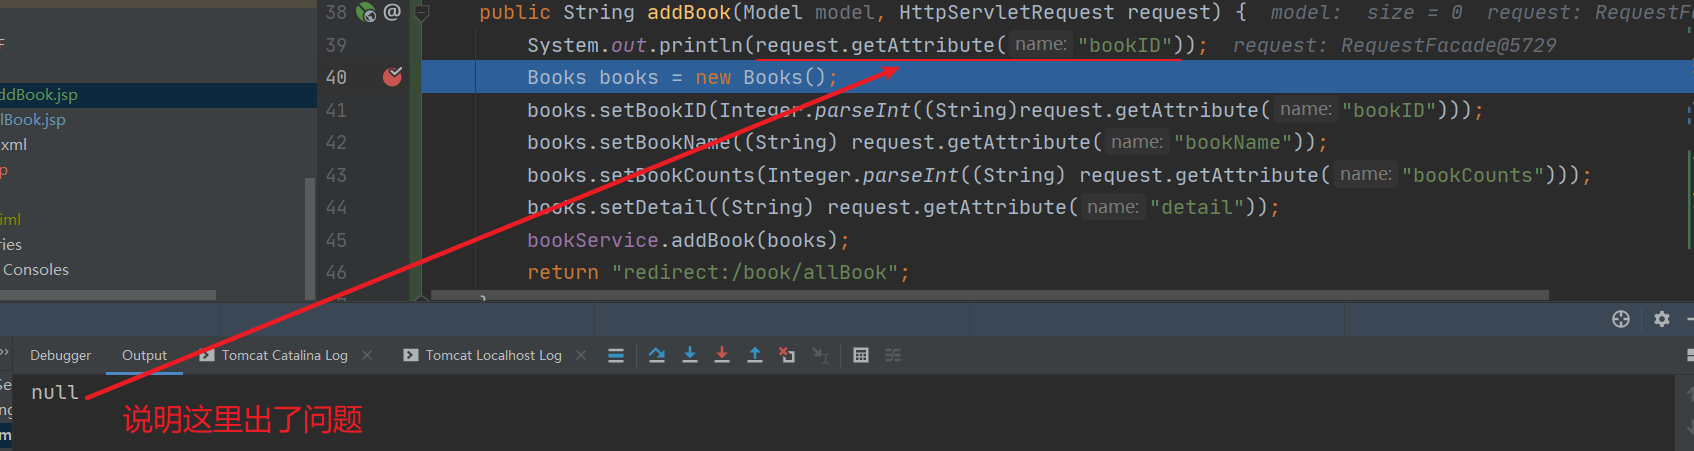 38 @ public String addBook(Model model, HttpServletRequest request) { model: size = 0 request: RequestFa
39 System.out.println(request.getAttribute( name: "bookID")); request: RequestFacade@5729
40 Books books = new Books();
41 books.setBookID(Integer.parseInt((String)request.getAttribute( name: "bookID")));
42 books.setBookName((String) request.getAttribute( name: "bookName"));
43 books.setBookCounts(Integer.parseInt((String) request.getAttribute( name: "bookCounts")));
44 books.setDetail((String) request.getAttribute( name: "detail"));
45 bookService.addBook(books);
46 return "redirect:/book/allBook";
ddBook.jsp
lBook.jsp
xml
p
iml
ries
Consoles
Debugger Output Tomcat Catalina Log × Tomcat Localhost Log ×
Se
ng
m
null
说明这里出了问题